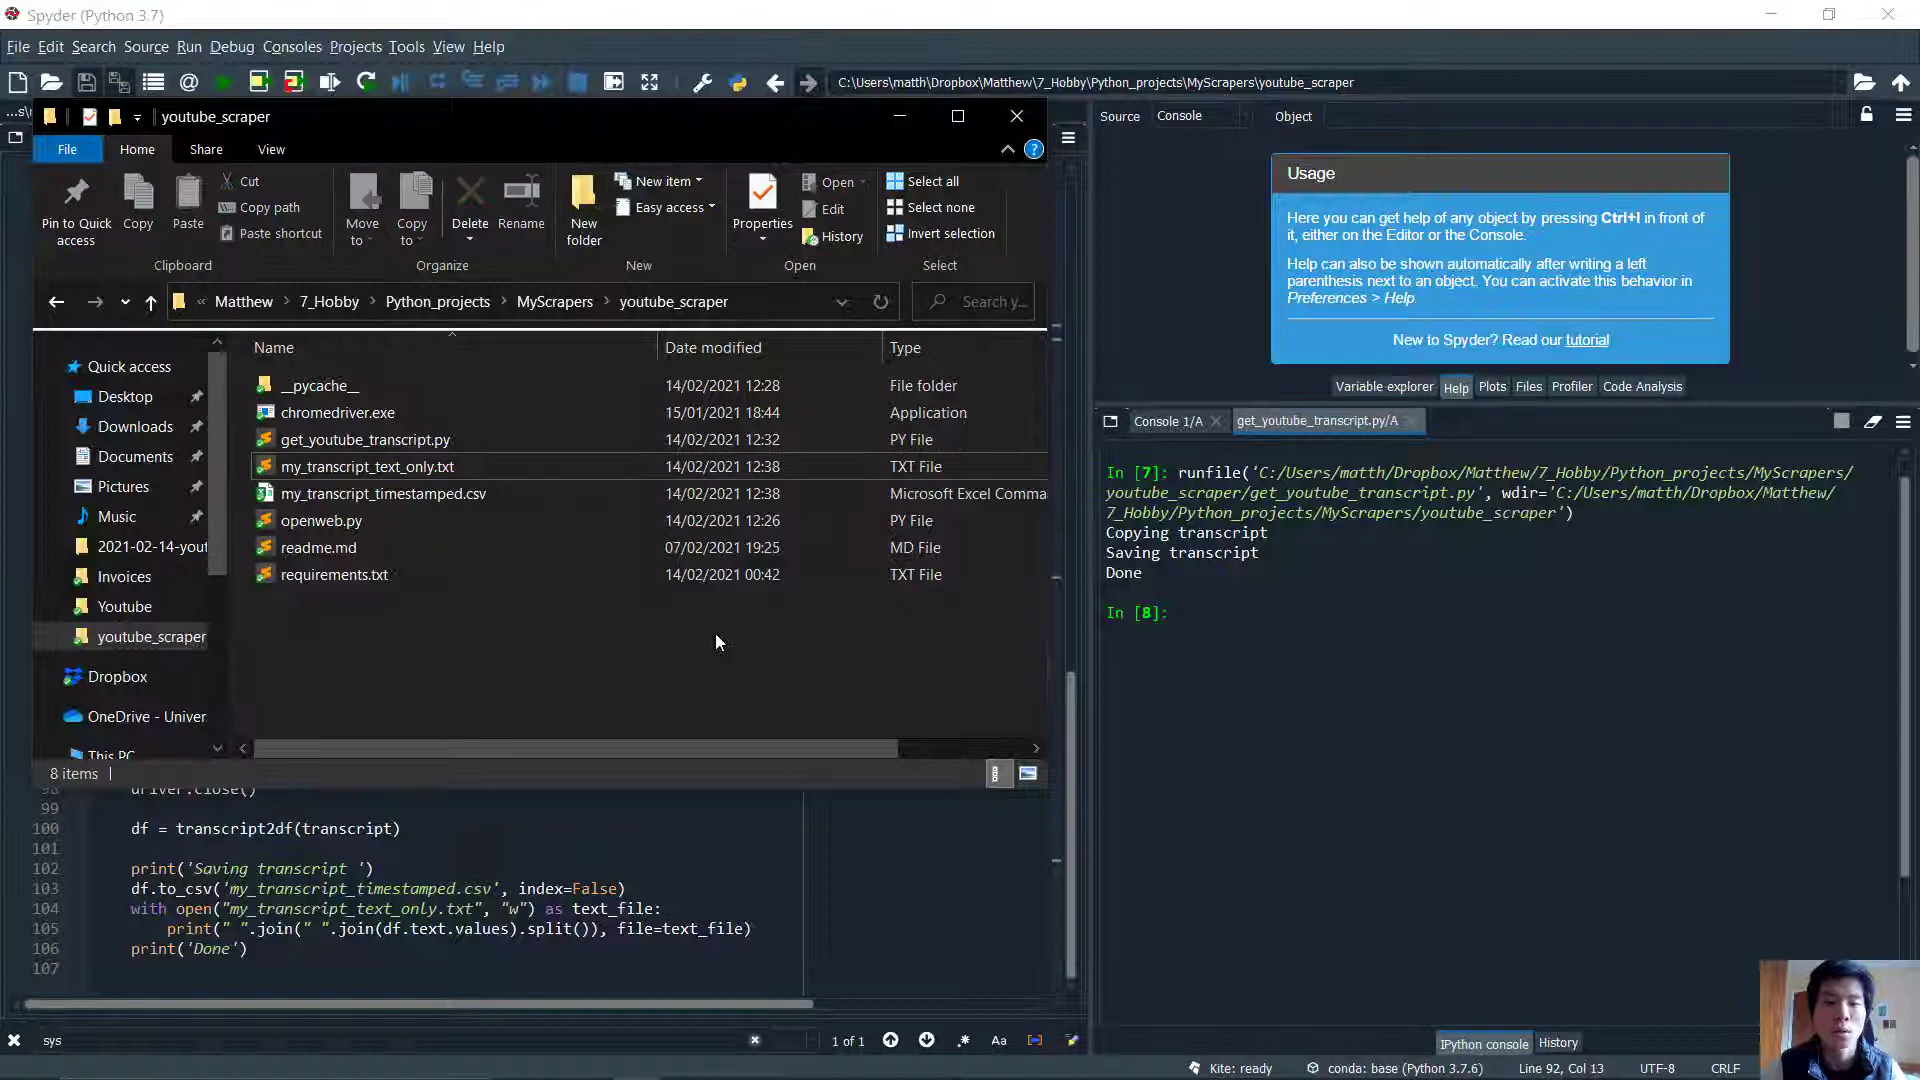 Spyder (Python 3.7)
File Edit Search Source Run Debug Consoles Projects Tools View Help
C:\Users\matth\Dropbox\Matthew\7_Hobby\Python_projects\MyScrapers\youtube_scraper
youtube_scraper
File Home Share View
Pin to Quick access
Copy
Paste
Cut
Copy path
Paste shortcut
Clipboard
Move to
Copy to
Delete
Rename
Organize
New folder
New item
Easy access
New
Properties
Open
Edit
History
Open
Select all
Select none
Invert selection
Select
« Matthew > 7_Hobby > Python_projects > MyScrapers > youtube_scraper
Search y...
Quick access
Desktop
Downloads
Documents
Pictures
Music
2021-02-14-yout
Invoices
Youtube
youtube_scraper
Dropbox
OneDrive - Univer
This PC
Name Date modified Type
__pycache__ 14/02/2021 12:28 File folder
chromedriver.exe 15/01/2021 18:44 Application
get_youtube_transcript.py 14/02/2021 12:32 PY File
my_transcript_text_only.txt 14/02/2021 12:38 TXT File
my_transcript_timestamped.csv 14/02/2021 12:38 Microsoft Excel Comma
openweb.py 14/02/2021 12:26 PY File
readme.md 07/02/2021 19:25 MD File
requirements.txt 14/02/2021 00:42 TXT File
8 items
98 driver.close()
99
100 df = transcript2df(transcript)
101
102 print('Saving transcript ')
103 df.to_csv('my_transcript_timestamped.csv', index=False)
104 with open("my_transcript_text_only.txt", "w") as text_file:
105 print(" ".join(" ".join(df.text.values).split()), file=text_file)
106 print('Done')
107
sys
1 of 1
Aa
Source Console Object
Usage
Here you can get help of any object by pressing Ctrl+I in front of
it, either on the Editor or the Console.
Help can also be shown automatically after writing a left
parenthesis next to an object. You can activate this behavior in
Preferences > Help.
New to Spyder? Read our tutorial
Variable explorer Help Plots Files Profiler Code Analysis
Console 1/A get_youtube_transcript.py/A
In [7]: runfile('C:/Users/matth/Dropbox/Matthew/7_Hobby/Python_projects/MyScrapers/
youtube_scraper/get_youtube_transcript.py', wdir='C:/Users/matth/Dropbox/Matthew/
7_Hobby/Python_projects/MyScrapers/youtube_scraper')
Copying transcript
Saving transcript
Done
In [8]:
IPython console History
Kite: ready conda: base (Python 3.7.6) Line 92, Col 13 UTF-8 CRLF